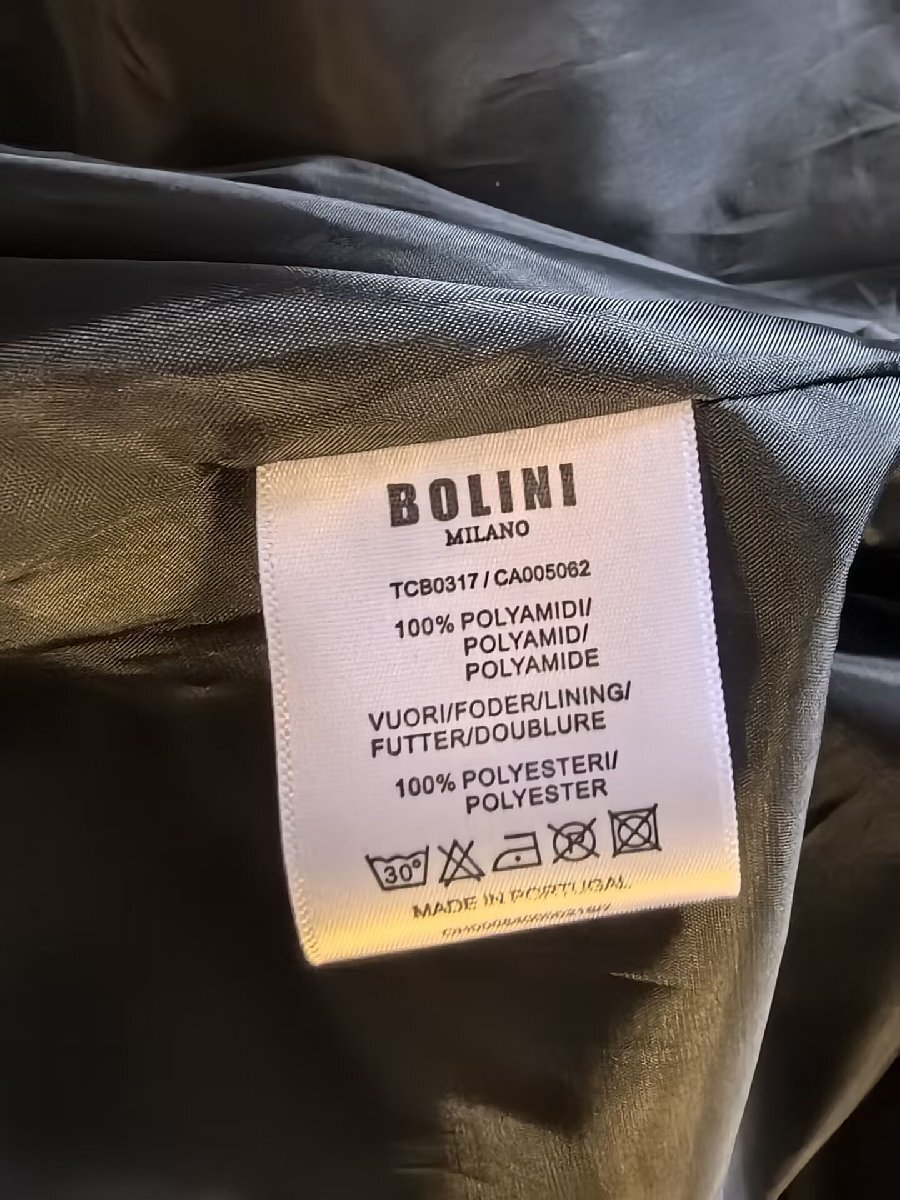 BOLINI
MILANO
TCB0317 / CA005062
100% POLYAMIDI/
POLYAMID/
POLYAMIDE
VUORI/FODER/LINING/
FUTTER/DOUBLURE
100% POLYESTERI/
POLYESTER
30°
MADE IN PORTUGAL